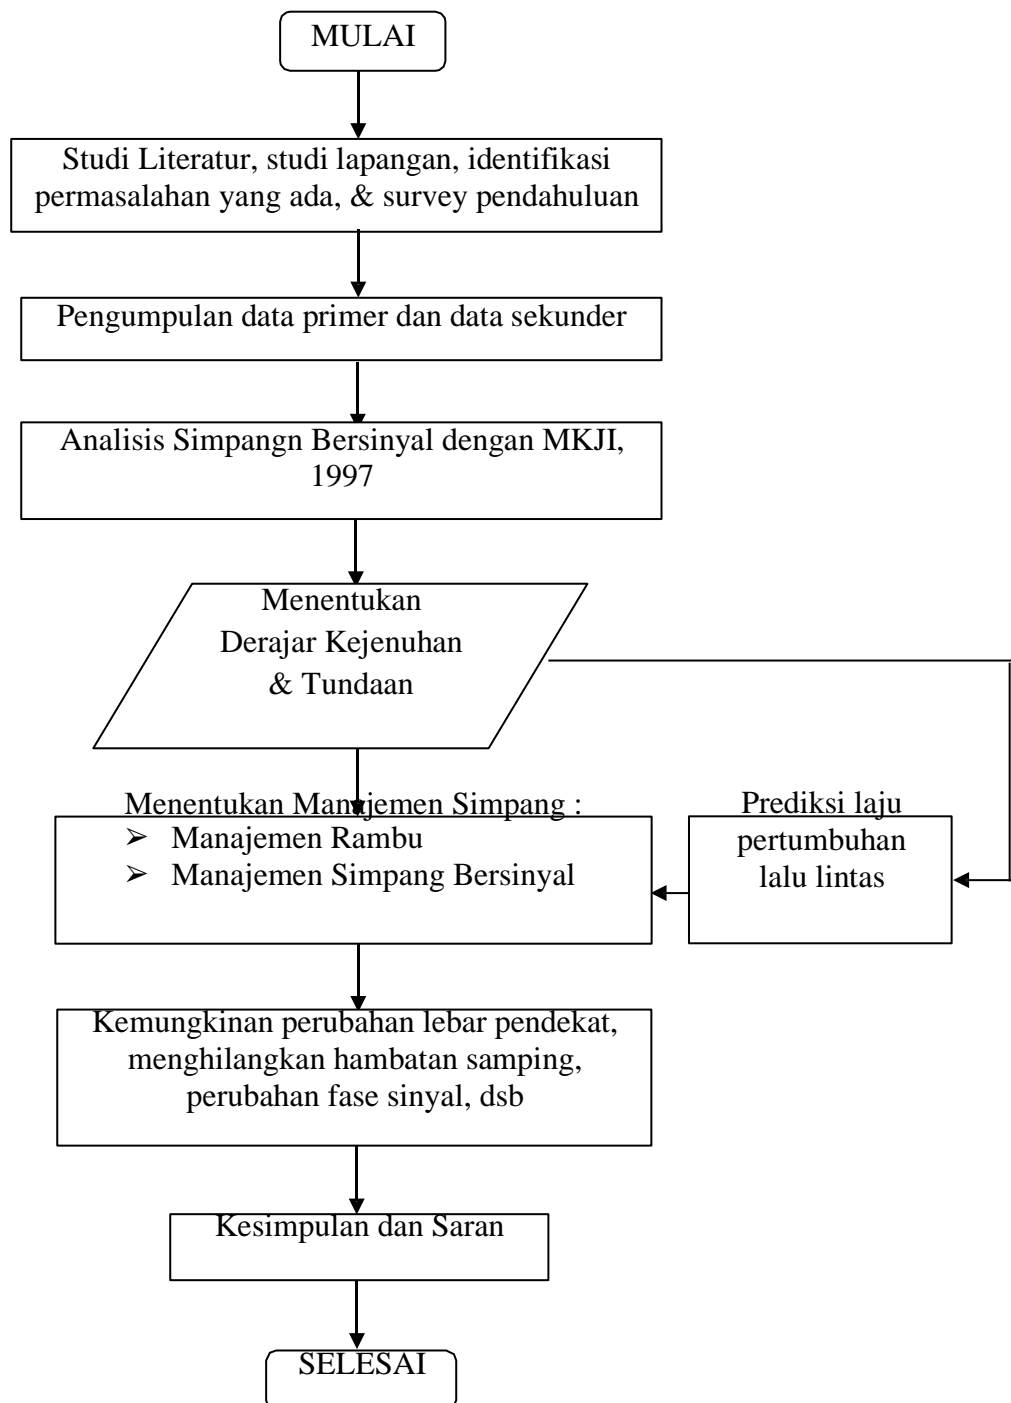 MULAI
Studi Literatur, studi lapangan, identifikasi
permasalahan yang ada, & survey pendahuluan
Pengumpulan data primer dan data sekunder
Analisis Simpangn Bersinyal dengan MKJI,
1997
Menentukan
Derajar Kejenuhan
& Tundaan
Menentukan Manajemen Simpang :
➢ Manajemen Rambu
➢ Manajemen Simpang Bersinyal
Prediksi laju
pertumbuhan
lalu lintas
Kemungkinan perubahan lebar pendekat,
menghilangkan hambatan samping,
perubahan fase sinyal, dsb
Kesimpulan dan Saran
SELESAI